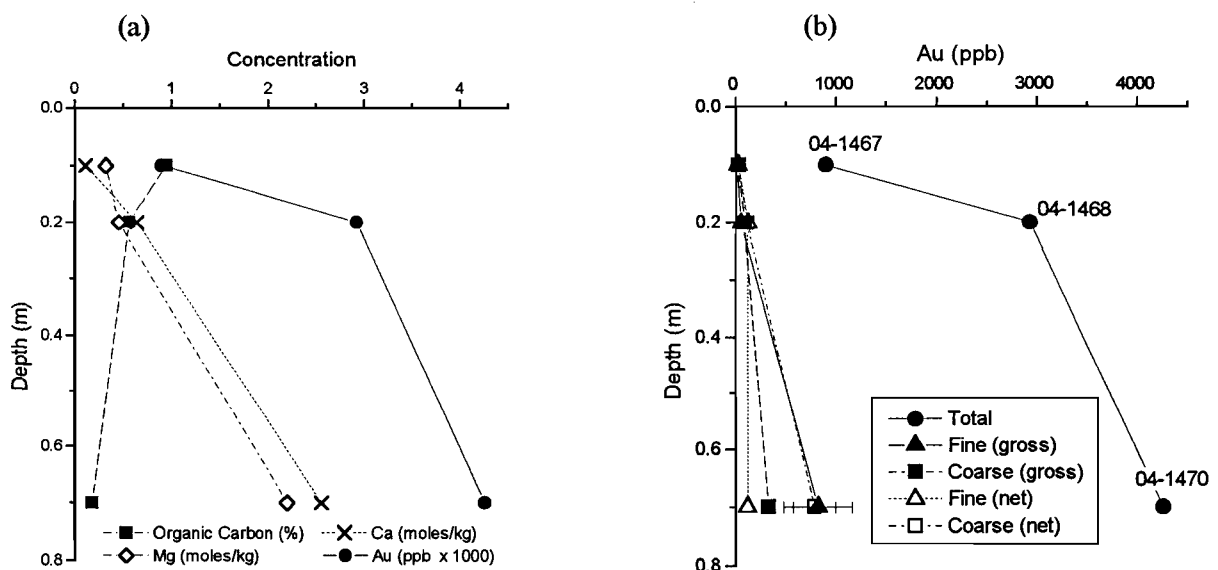 (a)
Concentration
0 1 2 3 4
0.0
0.2
0.4
0.6
0.8
Depth (m)
Organic Carbon (%) Ca (moles/kg)
Mg (moles/kg) Au (ppb x 1000)
(b)
Au (ppb)
0 1000 2000 3000 4000
0.0
0.2
0.4
0.6
0.8
Depth (m)
04-1467
04-1468
04-1470
Total
Fine (gross)
Coarse (gross)
Fine (net)
Coarse (net)